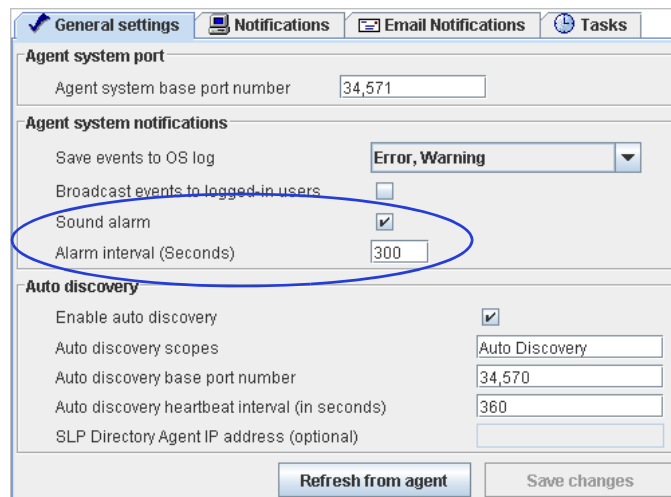 General settings Notifications Email Notifications Tasks
Agent system port
Agent system base port number 34,571
Agent system notifications
Save events to OS log Error, Warning
Broadcast events to logged-in users
Sound alarm
Alarm interval (Seconds) 300
Auto discovery
Enable auto discovery
Auto discovery scopes Auto Discovery
Auto discovery base port number 34,570
Auto discovery heartbeat interval (in seconds) 360
SLP Directory Agent IP address (optional)
Refresh from agent Save changes